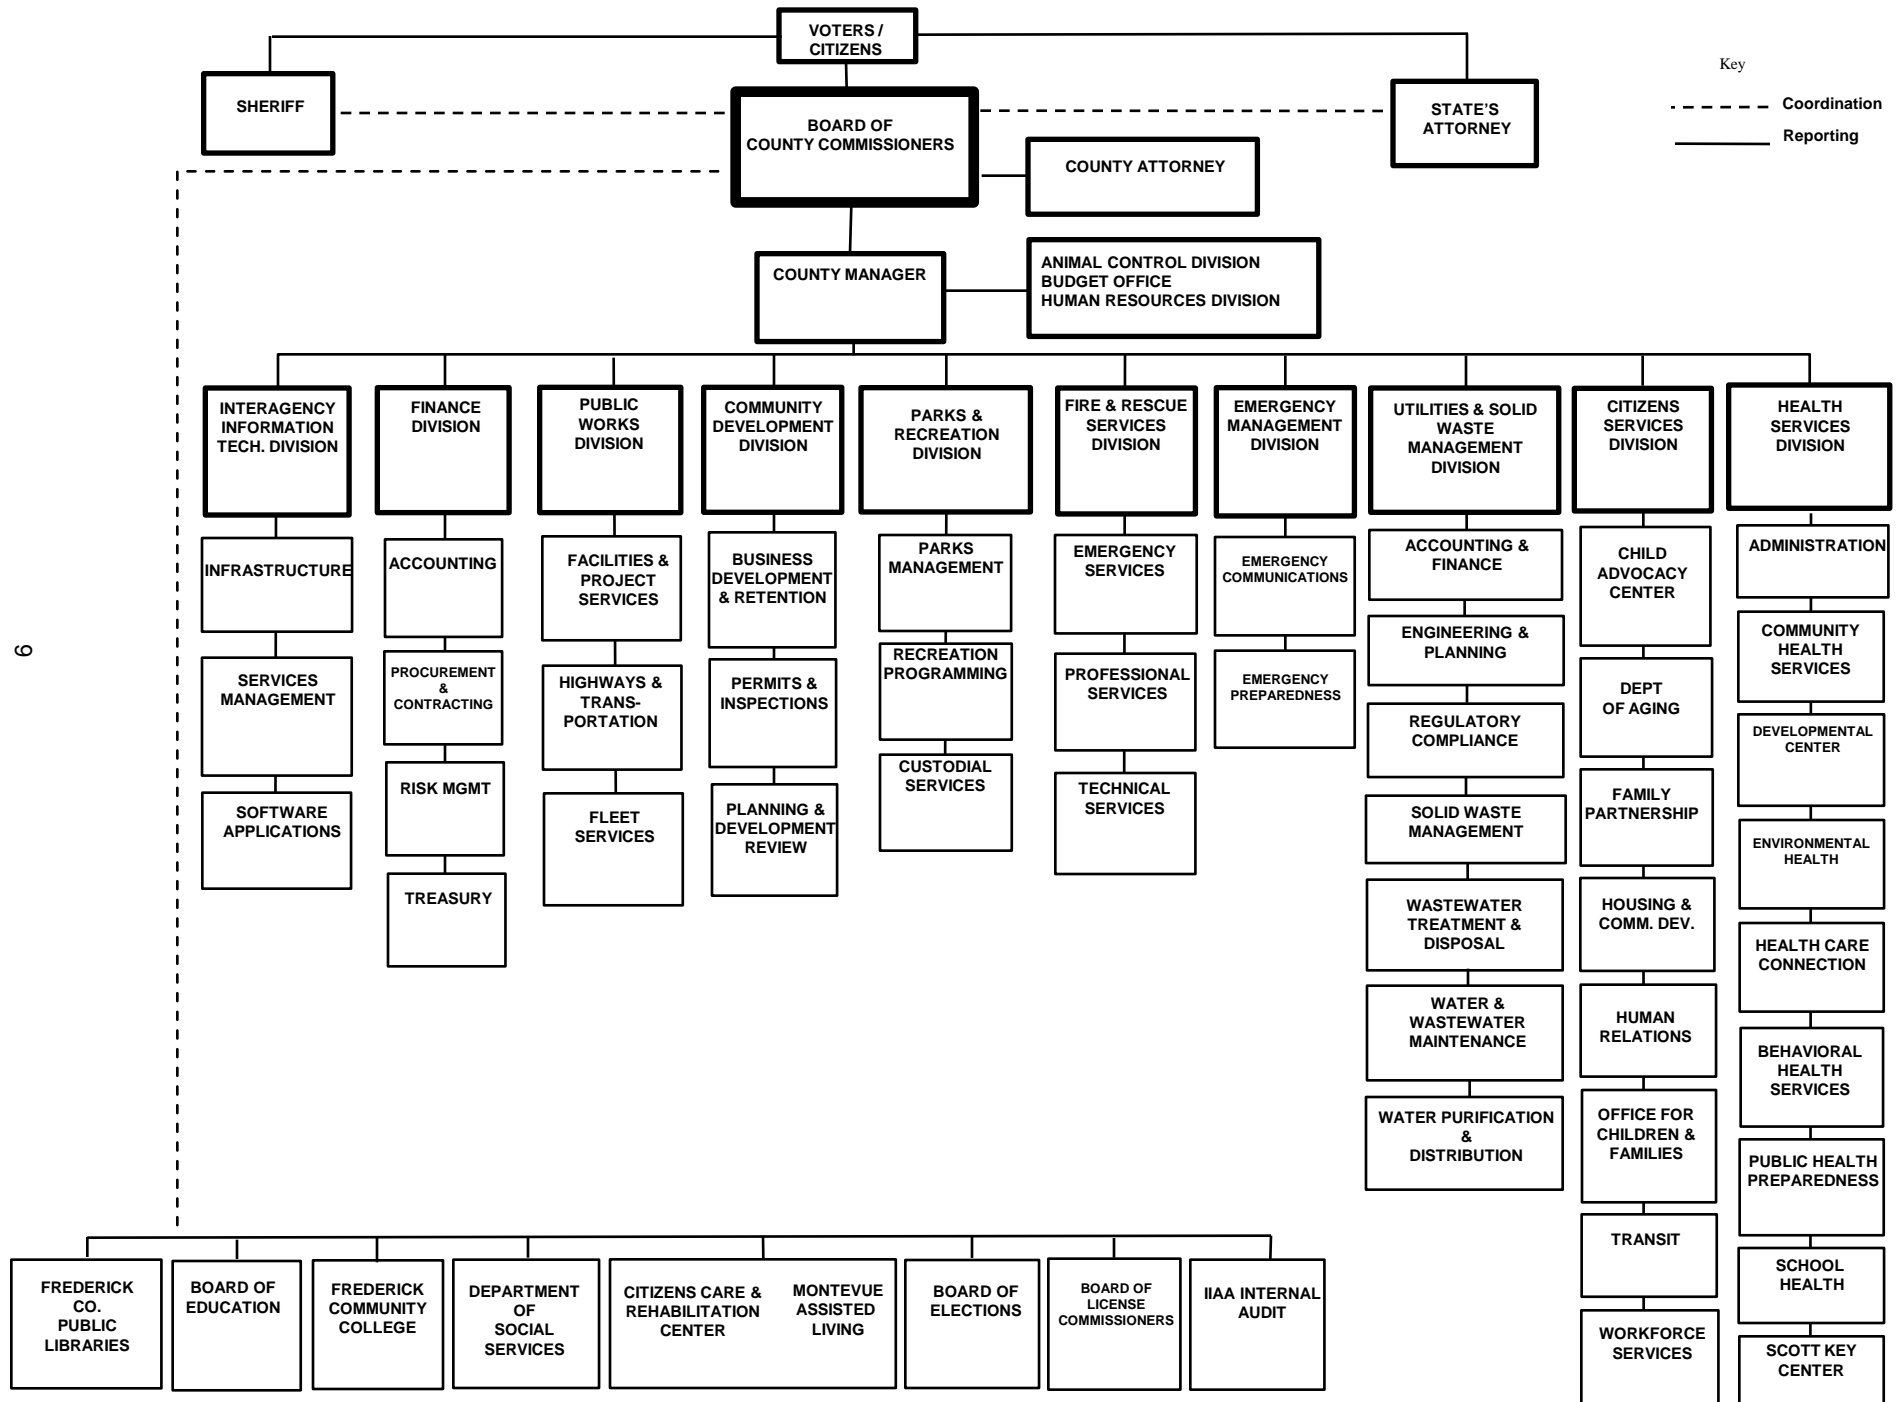 VOTERS /
CITIZENS
SHERIFF
BOARD OF
COUNTY COMMISSIONERS
STATE'S
ATTORNEY
Key
Coordination
Reporting
COUNTY ATTORNEY
COUNTY MANAGER
ANIMAL CONTROL DIVISION
BUDGET OFFICE
HUMAN RESOURCES DIVISION
INTERAGENCY
INFORMATION
TECH. DIVISION
FINANCE
DIVISION
PUBLIC
WORKS
DIVISION
COMMUNITY
DEVELOPMENT
DIVISION
PARKS &
RECREATION
DIVISION
FIRE & RESCUE
SERVICES
DIVISION
EMERGENCY
MANAGEMENT
DIVISION
UTILITIES & SOLID
WASTE
MANAGEMENT
DIVISION
CITIZENS
SERVICES
DIVISION
HEALTH
SERVICES
DIVISION
INFRASTRUCTURE
SERVICES
MANAGEMENT
SOFTWARE
APPLICATIONS
ACCOUNTING
PROCUREMENT
&
CONTRACTING
RISK MGMT
TREASURY
FACILITIES &
PROJECT
SERVICES
HIGHWAYS &
TRANS-
PORTATION
FLEET
SERVICES
BUSINESS
DEVELOPMENT
& RETENTION
PERMITS &
INSPECTIONS
PLANNING &
DEVELOPMENT
REVIEW
PARKS
MANAGEMENT
RECREATION
PROGRAMMING
CUSTODIAL
SERVICES
EMERGENCY
SERVICES
PROFESSIONAL
SERVICES
TECHNICAL
SERVICES
EMERGENCY
COMMUNICATIONS
EMERGENCY
PREPAREDNESS
ACCOUNTING &
FINANCE
ENGINEERING &
PLANNING
REGULATORY
COMPLIANCE
SOLID WASTE
MANAGEMENT
WASTEWATER
TREATMENT &
DISPOSAL
WATER &
WASTEWATER
MAINTENANCE
WATER PURIFICATION
&
DISTRIBUTION
CHILD
ADVOCACY
CENTER
DEPT
OF AGING
FAMILY
PARTNERSHIP
HOUSING &
COMM. DEV.
HUMAN
RELATIONS
OFFICE FOR
CHILDREN &
FAMILIES
TRANSIT
WORKFORCE
SERVICES
ADMINISTRATION
COMMUNITY
HEALTH
SERVICES
DEVELOPMENTAL
CENTER
ENVIRONMENTAL
HEALTH
HEALTH CARE
CONNECTION
BEHAVIORAL
HEALTH
SERVICES
PUBLIC HEALTH
PREPAREDNESS
SCHOOL
HEALTH
SCOTT KEY
CENTER
FREDERICK
CO.
PUBLIC
LIBRARIES
BOARD OF
EDUCATION
FREDERICK
COMMUNITY
COLLEGE
DEPARTMENT
OF
SOCIAL
SERVICES
CITIZENS CARE &
REHABILITATION
CENTER
MONTEVUE
ASSISTED
LIVING
BOARD OF
ELECTIONS
BOARD OF
LICENSE
COMMISSIONERS
IIAA INTERNAL
AUDIT
9